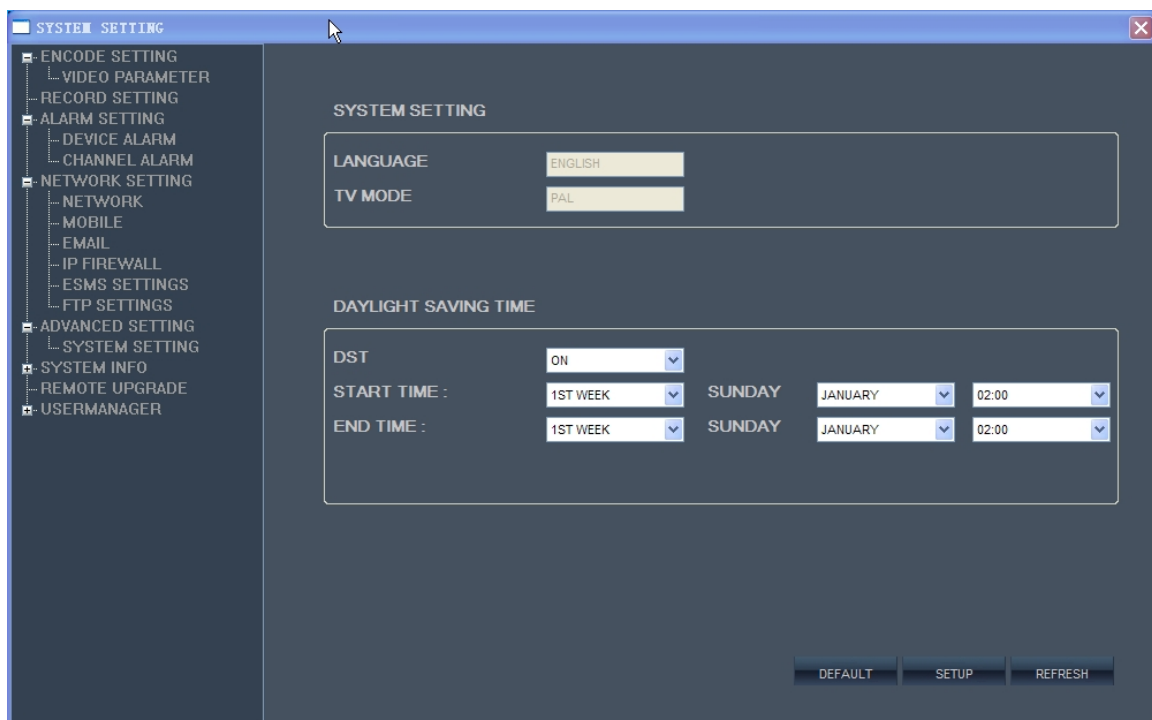 SYSTEM SETTING
ENCODE SETTING
VIDEO PARAMETER
RECORD SETTING
ALARM SETTING
DEVICE ALARM
CHANNEL ALARM
NETWORK SETTING
NETWORK
MOBILE
EMAIL
IP FIREWALL
ESMS SETTINGS
FTP SETTINGS
ADVANCED SETTING
SYSTEM SETTING
SYSTEM INFO
REMOTE UPGRADE
USERMANAGER
SYSTEM SETTING
LANGUAGE ENGLISH
TV MODE PAL
DAYLIGHT SAVING TIME
DST ON
START TIME : 1ST WEEK SUNDAY JANUARY 02:00
END TIME : 1ST WEEK SUNDAY JANUARY 02:00
DEFAULT SETUP REFRESH